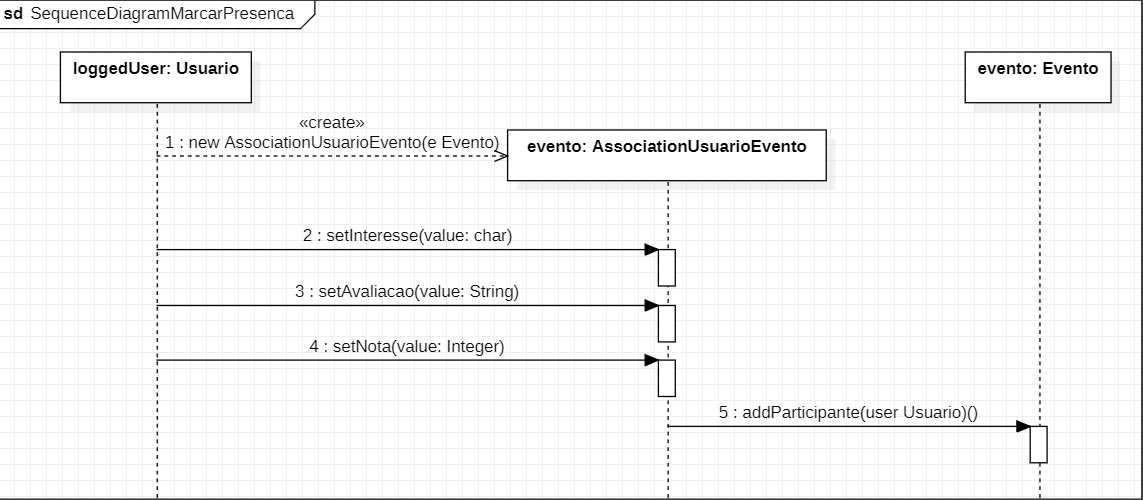 sd SequenceDiagramMarcarPresenca
loggedUser: Usuario
evento: Evento
«create»
1 : new AssociationUsuarioEvento(e Evento)
evento: AssociationUsuarioEvento
2 : setInteresse(value: char)
3 : setAvaliacao(value: String)
4 : setNota(value: Integer)
5 : addParticipante(user Usuario)()